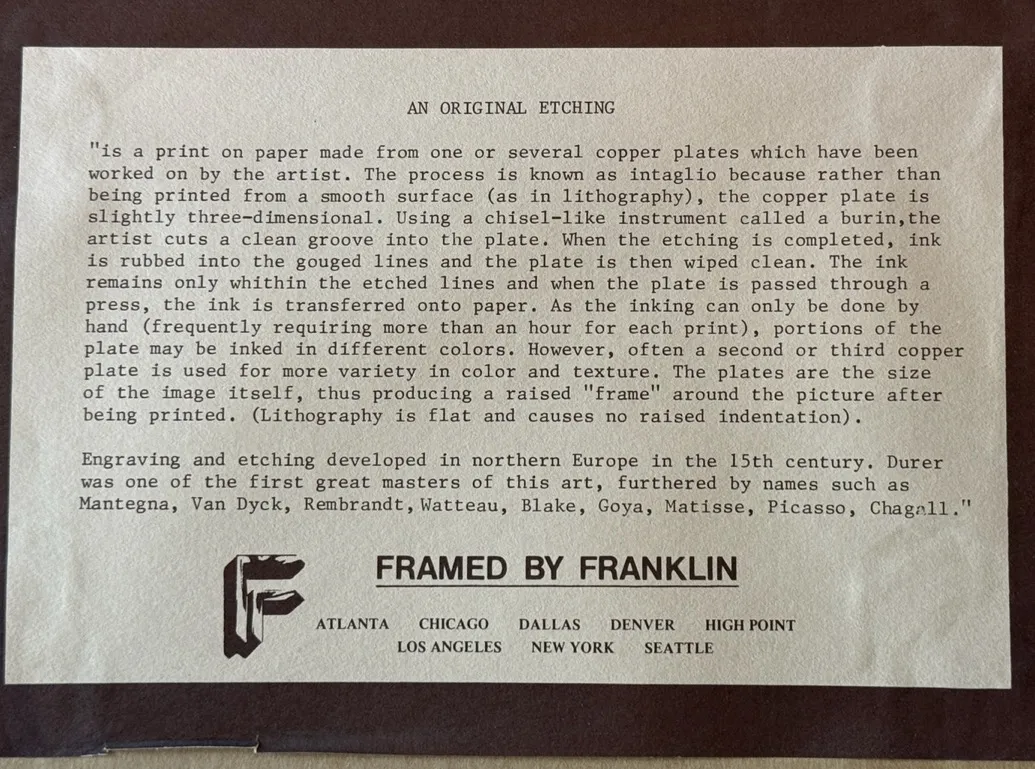 AN ORIGINAL ETCHING
"is a print on paper made from one or several copper plates which have been
worked on by the artist. The process is known as intaglio because rather than
being printed from a smooth surface (as in lithography), the copper plate is
slightly three-dimensional. Using a chisel-like instrument called a burin,the
artist cuts a clean groove into the plate. When the etching is completed, ink
is rubbed into the gouged lines and the plate is then wiped clean. The ink
remains only whithin the etched lines and when the plate is passed through a
press, the ink is transferred onto paper. As the inking can only be done by
hand (frequently requiring more than an hour for each print), portions of the
plate may be inked in different colors. However, often a second or third copper
plate is used for more variety in color and texture. The plates are the size
of the image itself, thus producing a raised "frame" around the picture after
being printed. (Lithography is flat and causes no raised indentation).
Engraving and etching developed in northern Europe in the 15th century. Durer
was one of the first great masters of this art, furthered by names such as
Mantegna, Van Dyck, Rembrandt,Watteau, Blake, Goya, Matisse, Picasso, Chagall."
F
FRAMED BY FRANKLIN
ATLANTA CHICAGO DALLAS DENVER HIGH POINT
LOS ANGELES NEW YORK SEATTLE